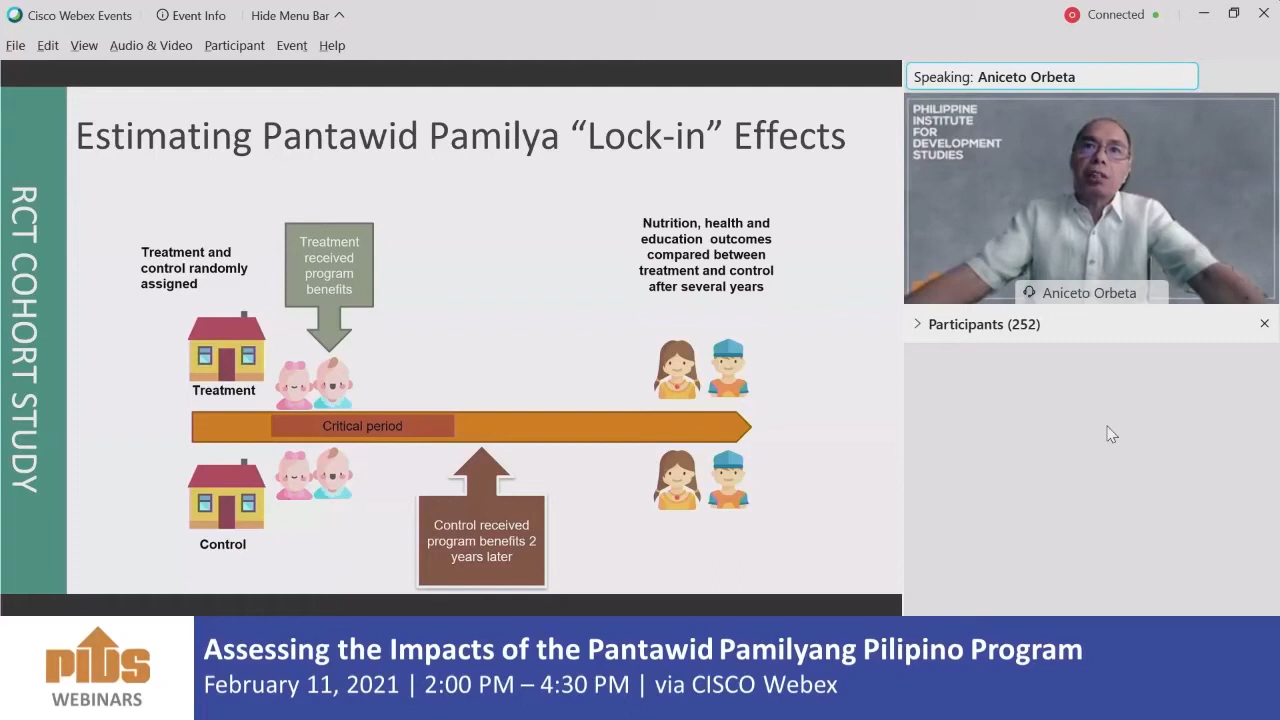 Cisco Webex Events
Event Info
Hide Menu Bar
Connected
File Edit View Audio & Video Participant Event Help
Speaking: Aniceto Orbeta
PHILIPPINE
INSTITUTE
FOR
DEVELOPMENT
STUDIES
Aniceto Orbeta
Participants (252)
RCT COHORT STUDY
Estimating Pantawid Pamilya “Lock-in” Effects
Treatment and
control randomly
assigned
Treatment
received
program
benefits
Nutrition, health and
education outcomes
compared between
treatment and control
after several years
Treatment
Critical period
Control
Control received
program benefits 2
years later
PIDS
WEBINARS
Assessing the Impacts of the Pantawid Pamilyang Pilipino Program
February 11, 2021 | 2:00 PM – 4:30 PM | via CISCO Webex